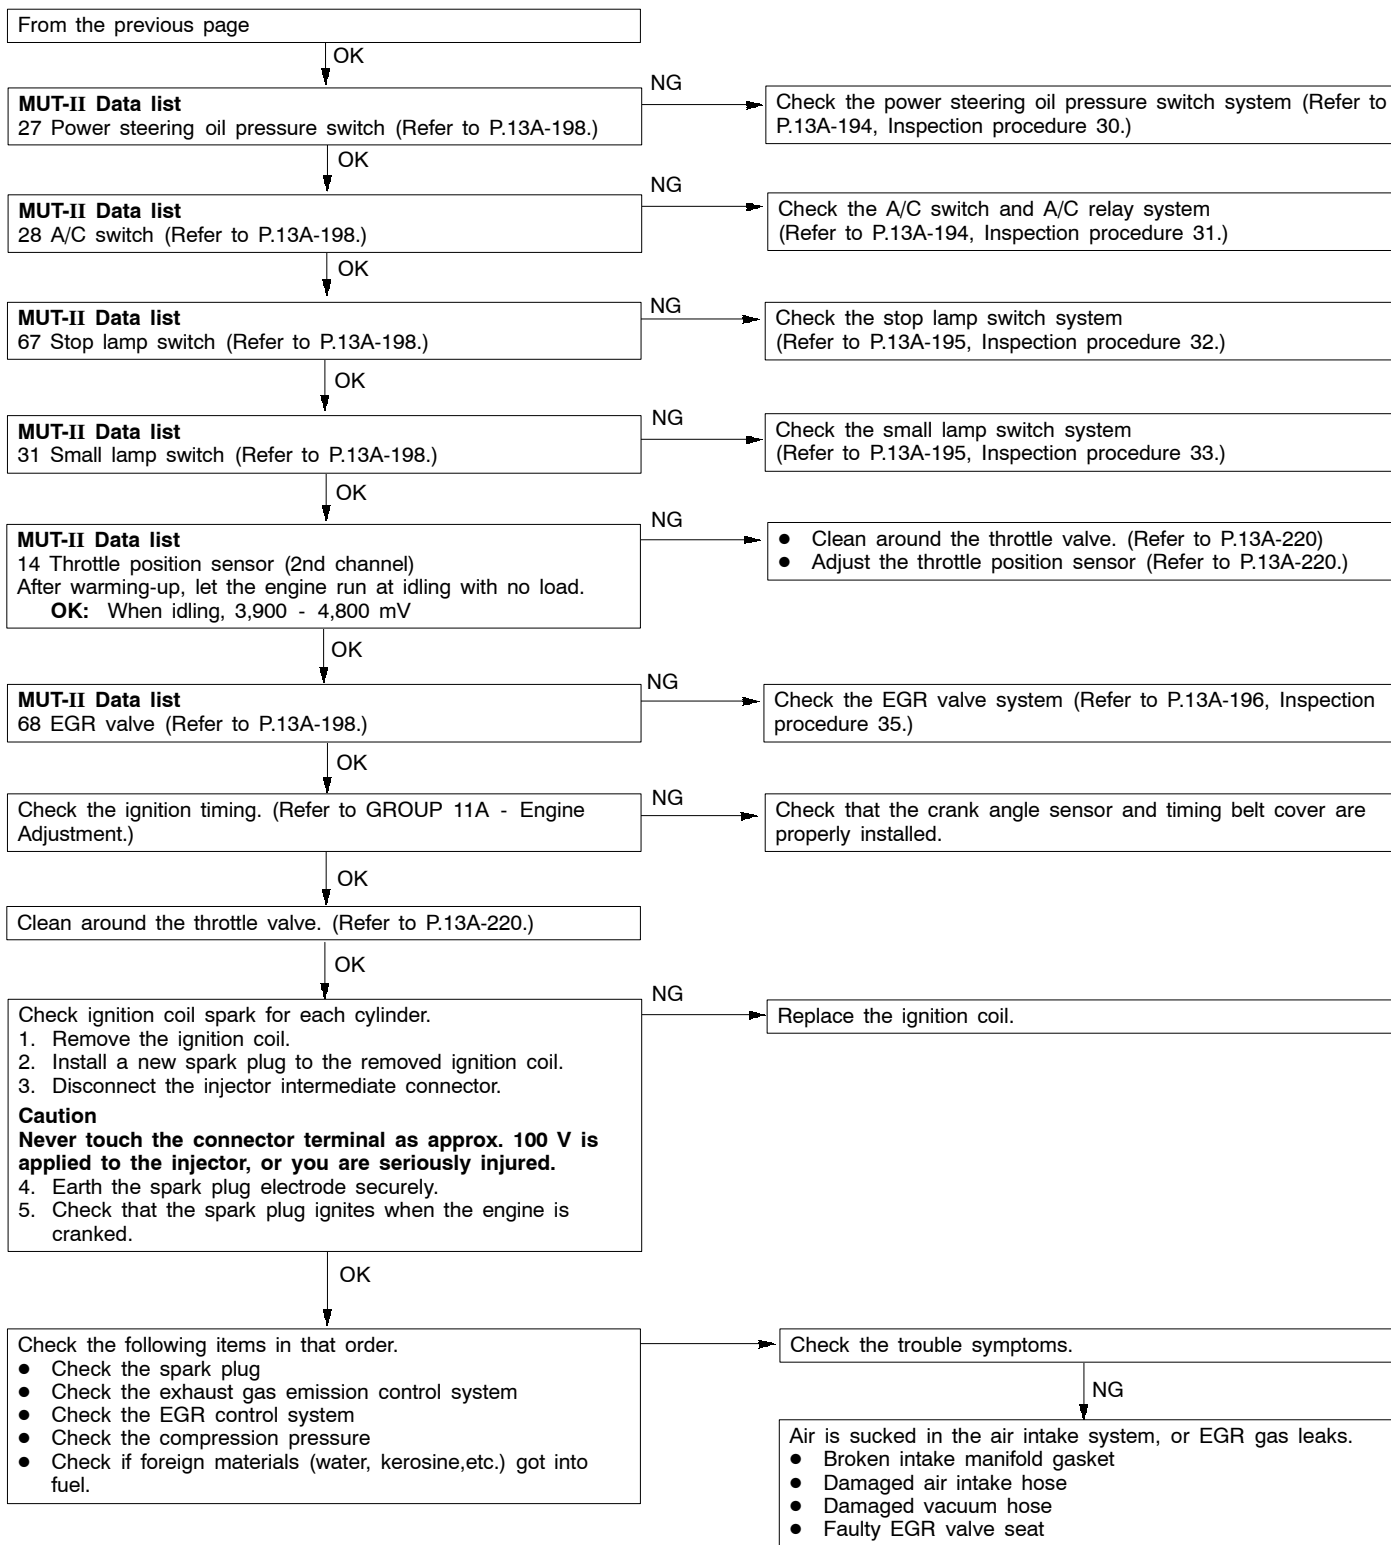 From the previous page
OK
MUT-II Data list
27 Power steering oil pressure switch (Refer to P.13A-198.)
NG
Check the power steering oil pressure switch system (Refer to
P.13A-194, Inspection procedure 30.)
OK
MUT-II Data list
28 A/C switch (Refer to P.13A-198.)
NG
Check the A/C switch and A/C relay system
(Refer to P.13A-194, Inspection procedure 31.)
OK
MUT-II Data list
67 Stop lamp switch (Refer to P.13A-198.)
NG
Check the stop lamp switch system
(Refer to P.13A-195, Inspection procedure 32.)
OK
MUT-II Data list
31 Small lamp switch (Refer to P.13A-198.)
NG
Check the small lamp switch system
(Refer to P.13A-195, Inspection procedure 33.)
OK
MUT-II Data list
14 Throttle position sensor (2nd channel)
After warming-up, let the engine run at idling with no load.
OK: When idling, 3,900 - 4,800 mV
NG
● Clean around the throttle valve. (Refer to P.13A-220)
● Adjust the throttle position sensor (Refer to P.13A-220.)
OK
MUT-II Data list
68 EGR valve (Refer to P.13A-198.)
NG
Check the EGR valve system (Refer to P.13A-196, Inspection
procedure 35.)
OK
Check the ignition timing. (Refer to GROUP 11A - Engine
Adjustment.)
NG
Check that the crank angle sensor and timing belt cover are
properly installed.
OK
Clean around the throttle valve. (Refer to P.13A-220.)
OK
Check ignition coil spark for each cylinder.
1. Remove the ignition coil.
2. Install a new spark plug to the removed ignition coil.
3. Disconnect the injector intermediate connector.
Caution
Never touch the connector terminal as approx. 100 V is
applied to the injector, or you are seriously injured.
4. Earth the spark plug electrode securely.
5. Check that the spark plug ignites when the engine is
cranked.
NG
Replace the ignition coil.
OK
Check the following items in that order.
● Check the spark plug
● Check the exhaust gas emission control system
● Check the EGR control system
● Check the compression pressure
● Check if foreign materials (water, kerosine,etc.) got into
fuel.
Check the trouble symptoms.
NG
Air is sucked in the air intake system, or EGR gas leaks.
● Broken intake manifold gasket
● Damaged air intake hose
● Damaged vacuum hose
● Faulty EGR valve seat